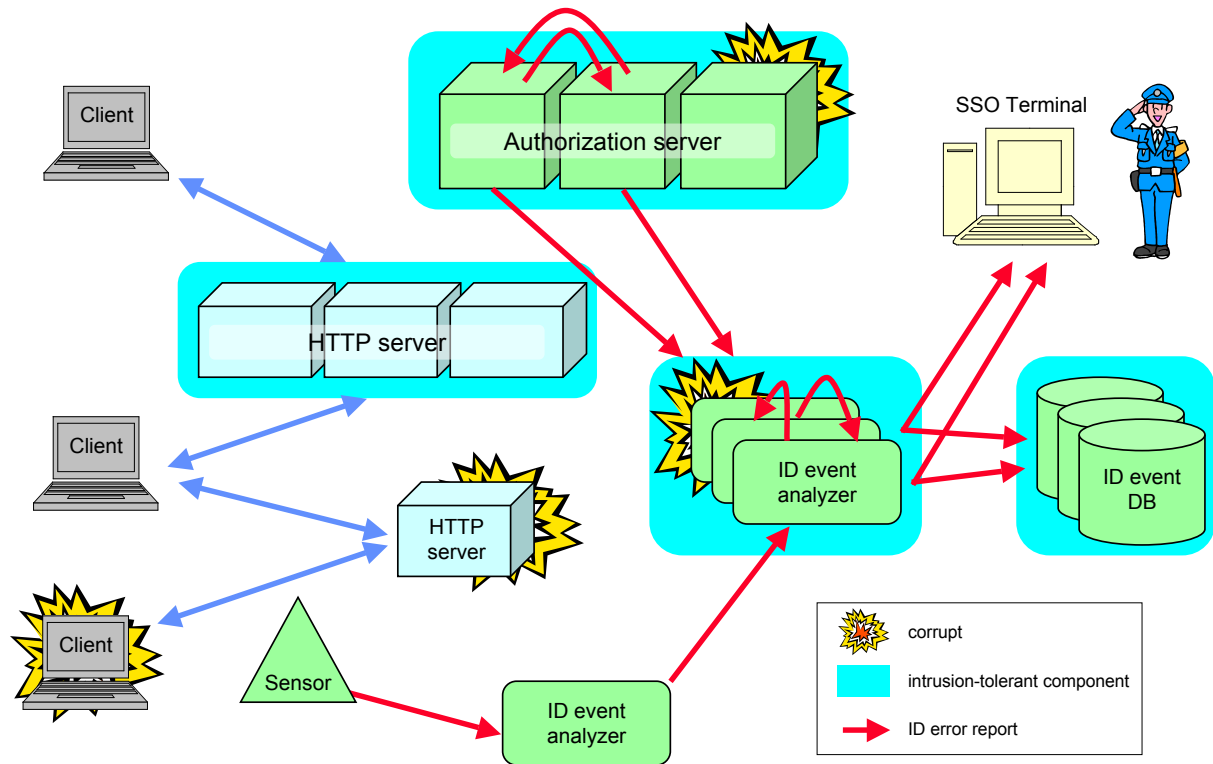 Client
Authorization server
SSO Terminal
HTTP server
Client
ID event
analyzer
ID event
DB
HTTP
server
Client
Sensor
ID event
analyzer
corrupt
intrusion-tolerant component
ID error report